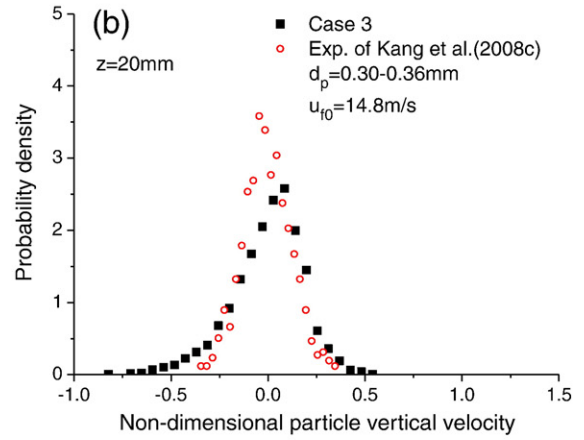 (b)
Case 3
Exp. of Kang et al.(2008c)
z=20mm
dp=0.30-0.36mm
uf0=14.8m/s
Probability density
5
4
3
2
1
0
-1.0 -0.5 0.0 0.5 1.0 1.5
Non-dimensional particle vertical velocity